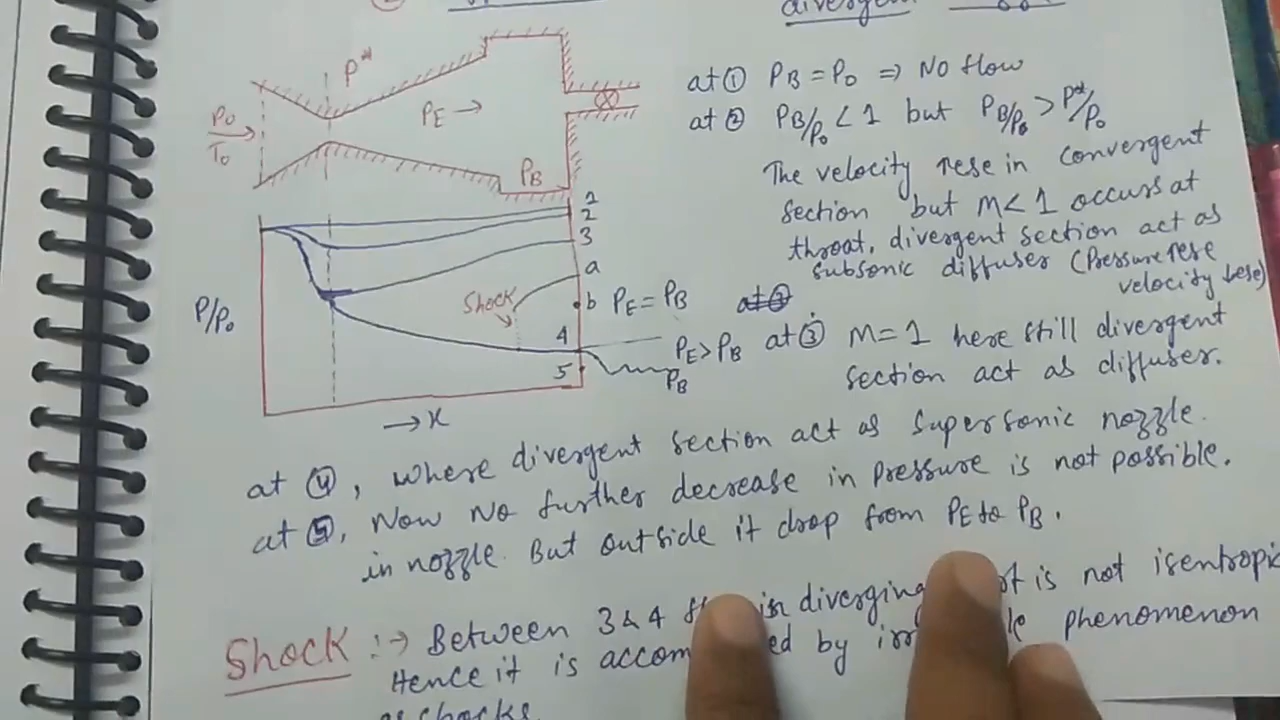 divergent
P*
P0
T0
PE →
PB
at ① PB = P0 => No flow
at ② PB/P0 < 1 but PB/P0 > P*/P0
The velocity rese in convergent
section but M<1 occurs at
throat, divergent section act as
subsonic diffuser (Pressure rese
velocity lese)
at ③ M=1 here still divergent
section act as diffuser.
1
2
3
a
b
4
5
Shock
PE = PB
PE > PB
PB
P/P0
→ x
at ④, where divergent section act as supersonic nozzle.
at ⑤, Now No further decrease in pressure is not possible.
in nozzle. But outside it drop from PE to PB.
Shock :→ Between 3 & 4 in diverging is not isentropic
Hence it is by phenomenon
as shocks.